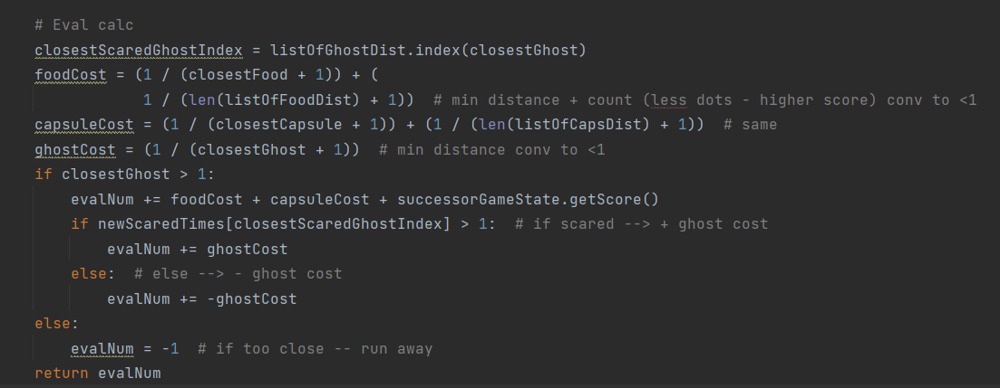 # Eval calc
closestScaredGhostIndex = listOfGhostDist.index(closestGhost)
foodCost = (1 / (closestFood + 1)) + (
            1 / (len(listOfFoodDist) + 1))  # min distance + count (less dots - higher score) conv to <1
capsuleCost = (1 / (closestCapsule + 1)) + (1 / (len(listOfCapsDist) + 1))  # same
ghostCost = (1 / (closestGhost + 1))  # min distance conv to <1
if closestGhost > 1:
    evalNum += foodCost + capsuleCost + successorGameState.getScore()
    if newScaredTimes[closestScaredGhostIndex] > 1:  # if scared --> + ghost cost
        evalNum += ghostCost
    else:  # else --> - ghost cost
        evalNum += -ghostCost
else:
    evalNum = -1  # if too close -- run away
return evalNum